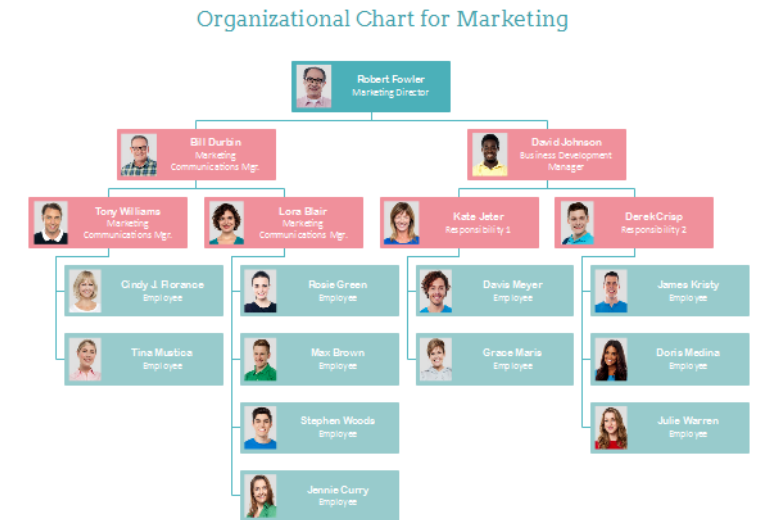 Organizational Chart for Marketing
Robert Fowler
Marketing Director
Bill Durbin
Marketing
Communications Mgr.
David Johnson
Business Development
Manager
Tony Williams
Marketing
Communications Mgr.
Lora Blair
Marketing
Communications Mgr.
Kate Jeter
Responsibility 1
Derek Crisp
Responsibility 2
Cindy J. Florance
Employee
Rosie Green
Employee
Davis Meyer
Employee
James Kristy
Employee
Tina Mustica
Employee
Max Brown
Employee
Grace Maris
Employee
Doris Medina
Employee
Stephen Woods
Employee
Julie Warren
Employee
Jennie Curry
Employee